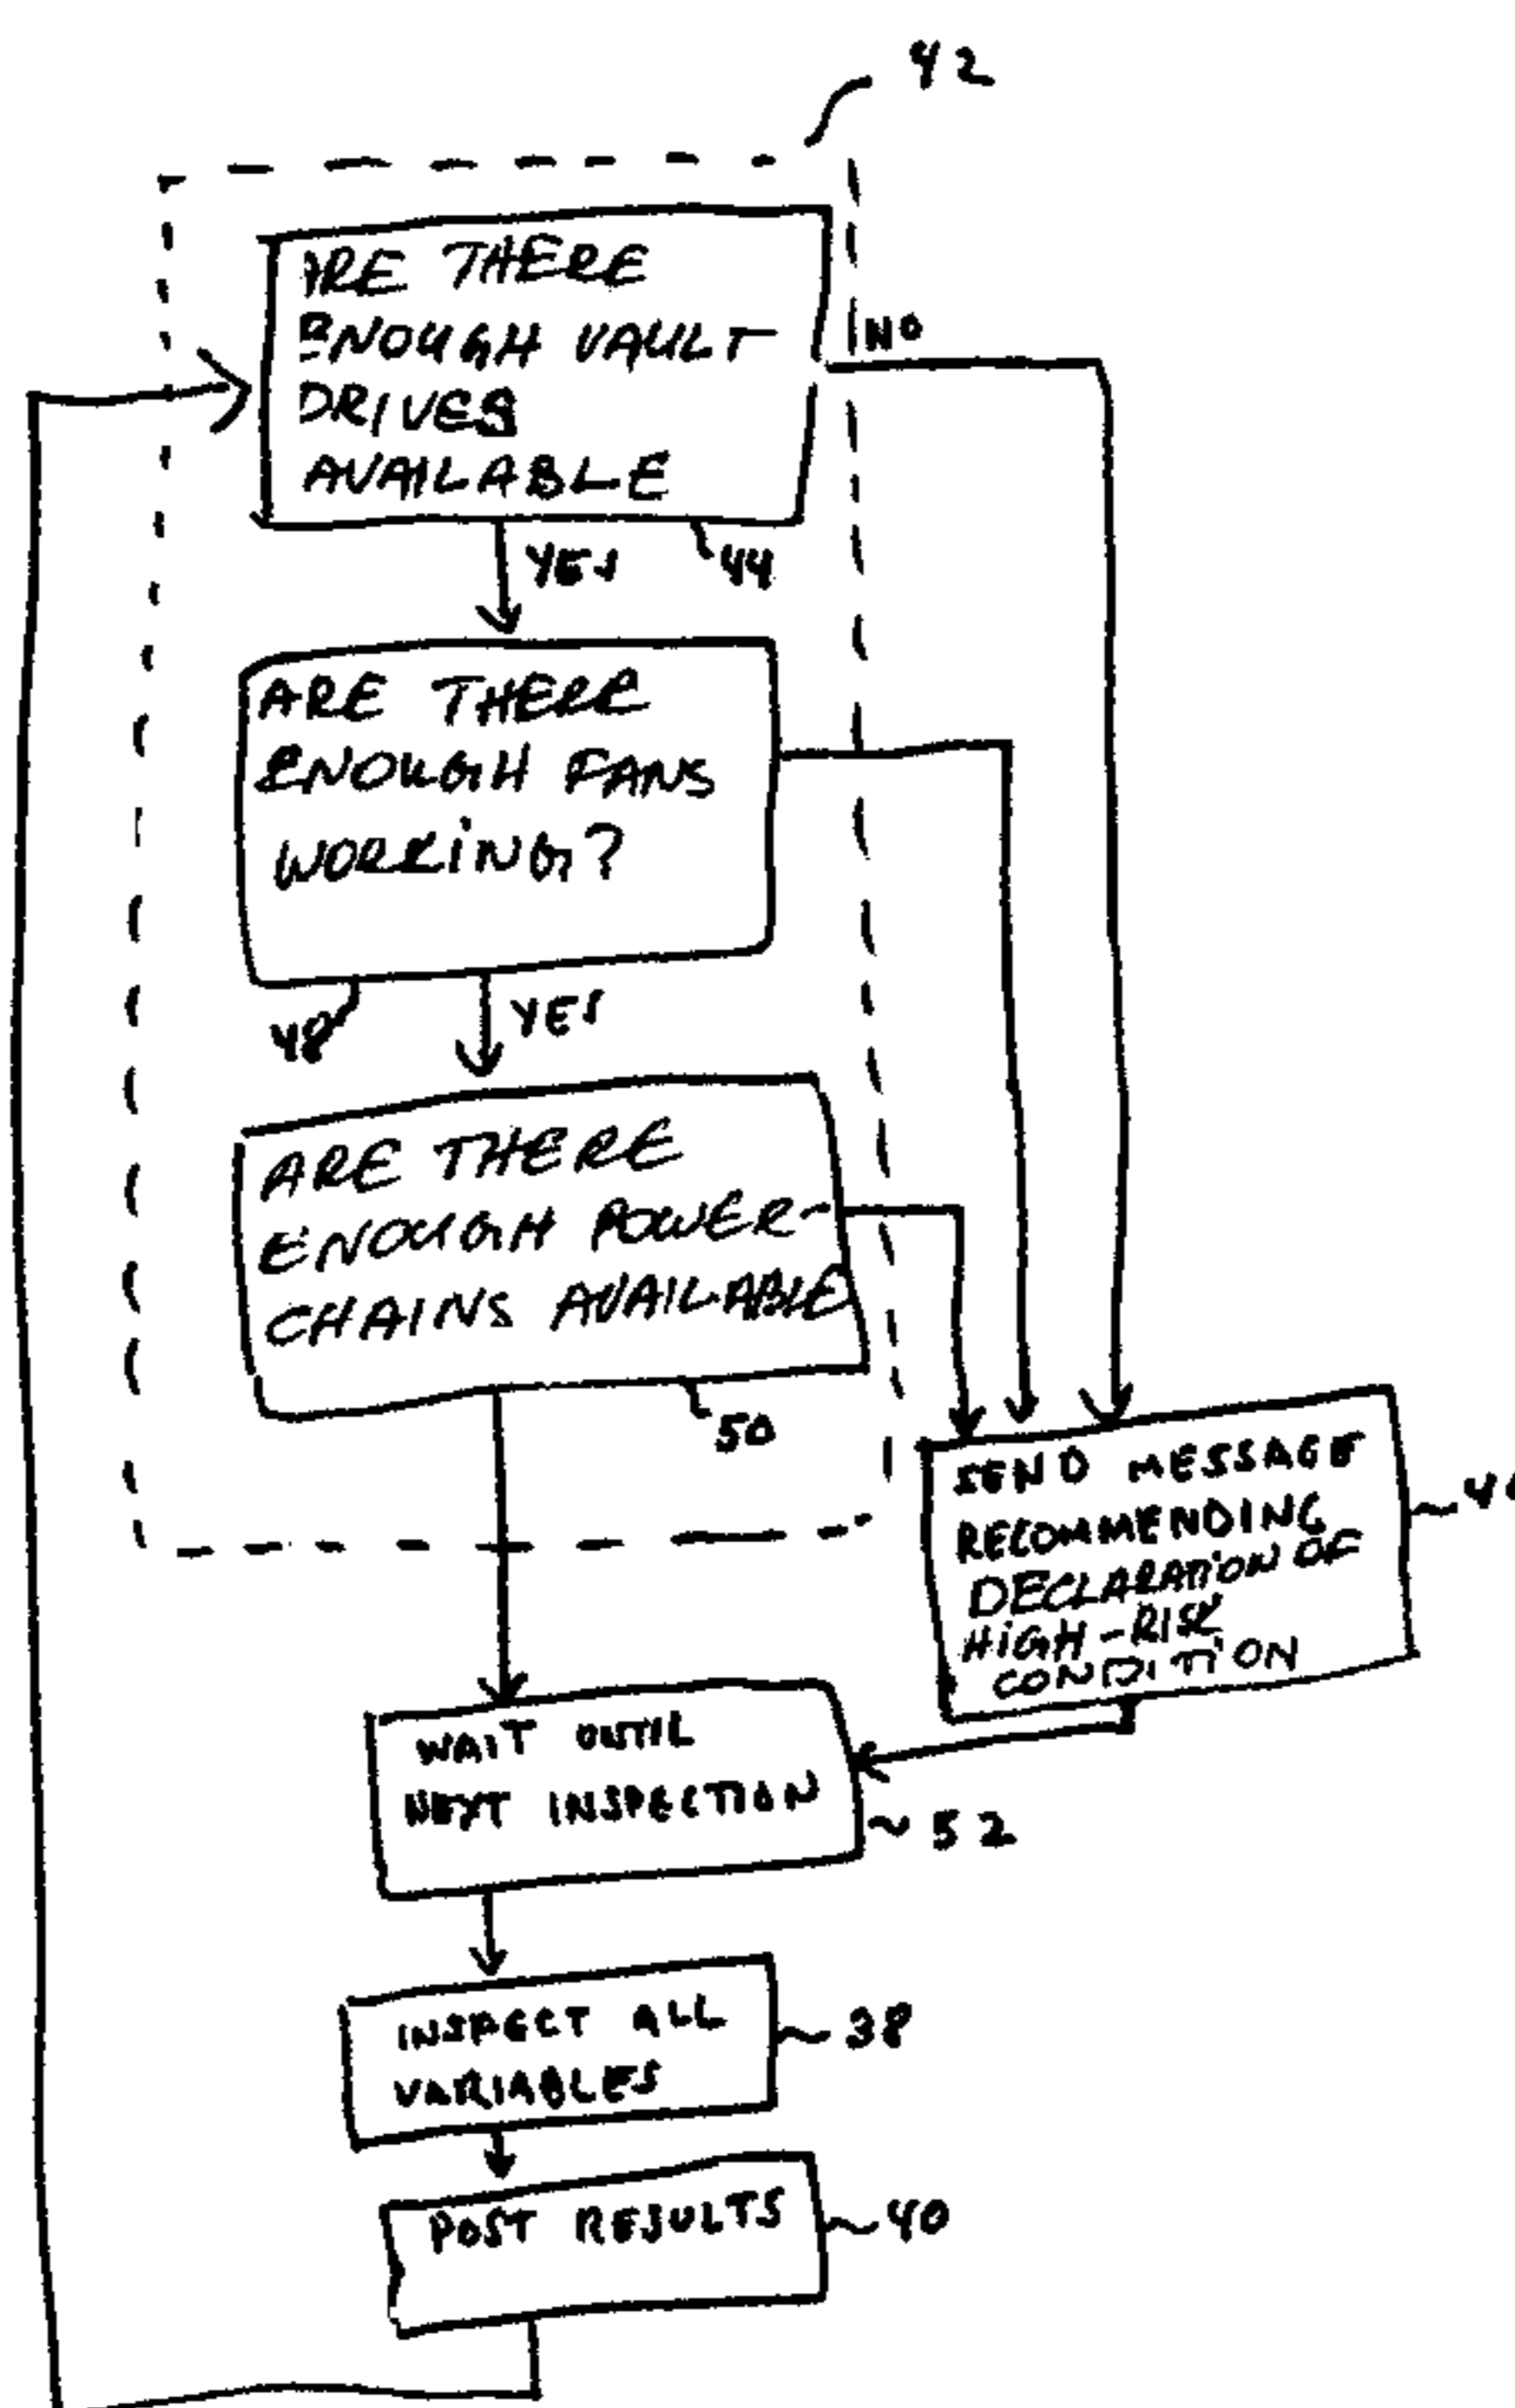 42
ARE THERE
ENOUGH VAULT
DRIVES
AVAILABLE
NO
YES
44
ARE THERE
ENOUGH FANS
WORKING?
48
YES
ARE THERE
ENOUGH POWER-
CHAINS AVAILABLE
50
SEND MESSAGE
RECOMMENDING
DECLARATION OF
HIGH-RISK
CONDITION
WAIT UNTIL
NEXT INSPECTION
52
INSPECT ALL
VARIABLES
38
POST RESULTS
40